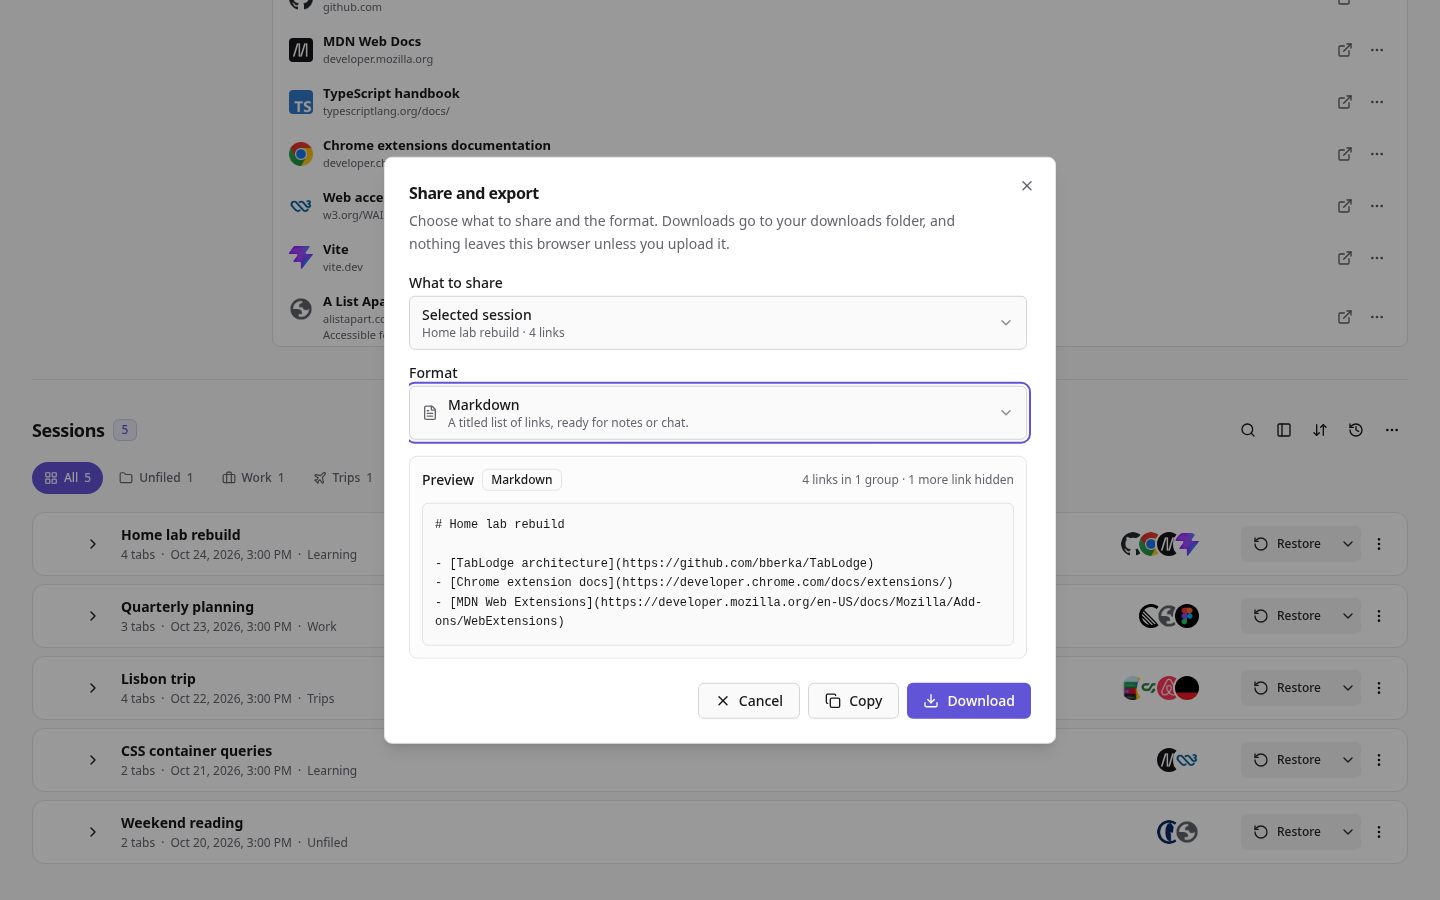 github.com
MDN Web Docs
developer.mozilla.org
TS
TypeScript handbook
typescriptlang.org/docs/
Chrome extensions documentation
developer.ch
Web acce
w3.org/WAI
Vite
vite.dev
A List Apa
alistapart.co
Accessible f
Share and export
Choose what to share and the format. Downloads go to your downloads folder, and
nothing leaves this browser unless you upload it.
What to share
Selected session
Home lab rebuild · 4 links
Format
Markdown
A titled list of links, ready for notes or chat.
Preview Markdown 4 links in 1 group · 1 more link hidden
# Home lab rebuild
- [TabLodge architecture](https://github.com/bberka/TabLodge)
- [Chrome extension docs](https://developer.chrome.com/docs/extensions/)
- [MDN Web Extensions](https://developer.mozilla.org/en-US/docs/Mozilla/Add-
ons/WebExtensions)
Cancel Copy Download
Sessions 5
All 5 Unfiled 1 Work 1 Trips 1
Home lab rebuild
4 tabs · Oct 24, 2026, 3:00 PM · Learning
Restore
Quarterly planning
3 tabs · Oct 23, 2026, 3:00 PM · Work
Restore
Lisbon trip
4 tabs · Oct 22, 2026, 3:00 PM · Trips
Restore
CSS container queries
2 tabs · Oct 21, 2026, 3:00 PM · Learning
Restore
Weekend reading
2 tabs · Oct 20, 2026, 3:00 PM · Unfiled
Restore